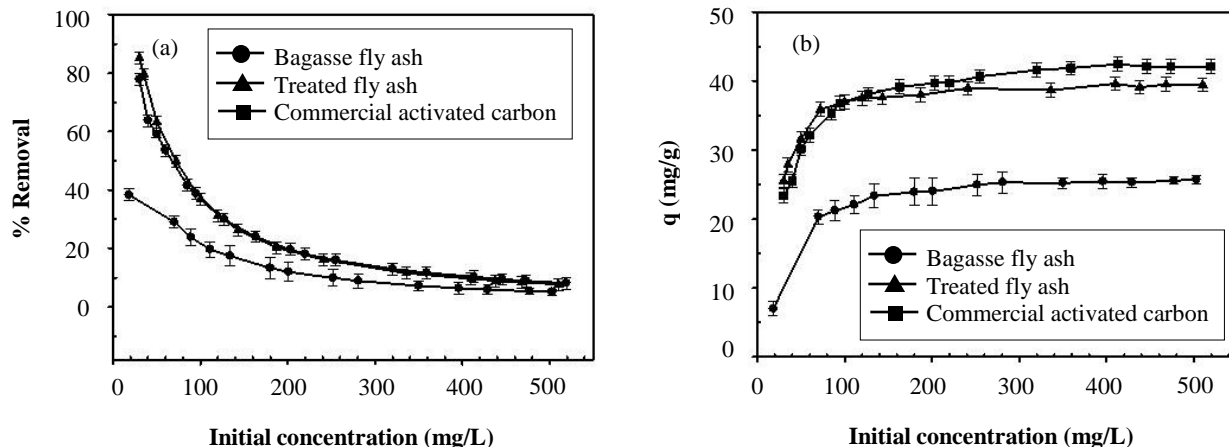 (a)
Bagasse fly ash
Treated fly ash
Commercial activated carbon
100
80
60
40
20
0
% Removal
0 100 200 300 400 500
Initial concentration (mg/L)
(b)
50
40
30
20
10
0
q (mg/g)
Bagasse fly ash
Treated fly ash
Commercial activated carbon
0 100 200 300 400 500
Initial concentration (mg/L)